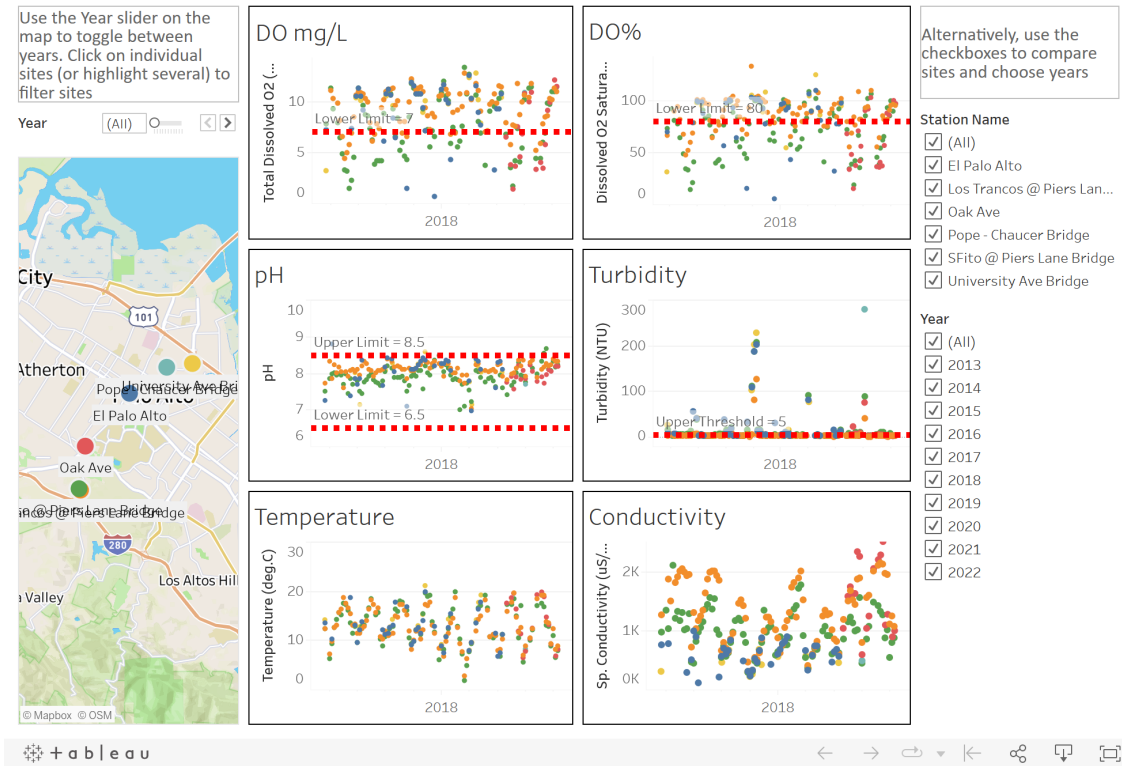 Use the Year slider on the
map to toggle between
years. Click on individual
sites (or highlight several) to
filter sites
Year
(All)
City
101
Atherton
University Ave Bri
Pope - Chaucer Bridge
El Palo Alto
Oak Ave
o @ Piers Lane Bridge
ancos @ Piers Lane Bridge
280
Los Altos Hil
a Valley
© Mapbox © OSM
DO mg/L
Total Dissolved O2 (...
10
5
0
Lower Limit = 7
2018
DO%
Dissolved O2 Satura...
100
50
0
Lower Limit = 80
2018
pH
pH
10
9
8
7
6
Upper Limit = 8.5
Lower Limit = 6.5
2018
Turbidity
Turbidity (NTU)
300
200
100
0
Upper Threshold = 5
2018
Temperature
Temperature (deg.C)
30
20
10
0
2018
Conductivity
Sp. Conductivity (uS/...
2K
1K
0K
2018
Alternatively, use the
checkboxes to compare
sites and choose years
Station Name
(All)
El Palo Alto
Los Trancos @ Piers Lan...
Oak Ave
Pope - Chaucer Bridge
SFito @ Piers Lane Bridge
University Ave Bridge
Year
(All)
2013
2014
2015
2016
2017
2018
2019
2020
2021
2022
+ableau